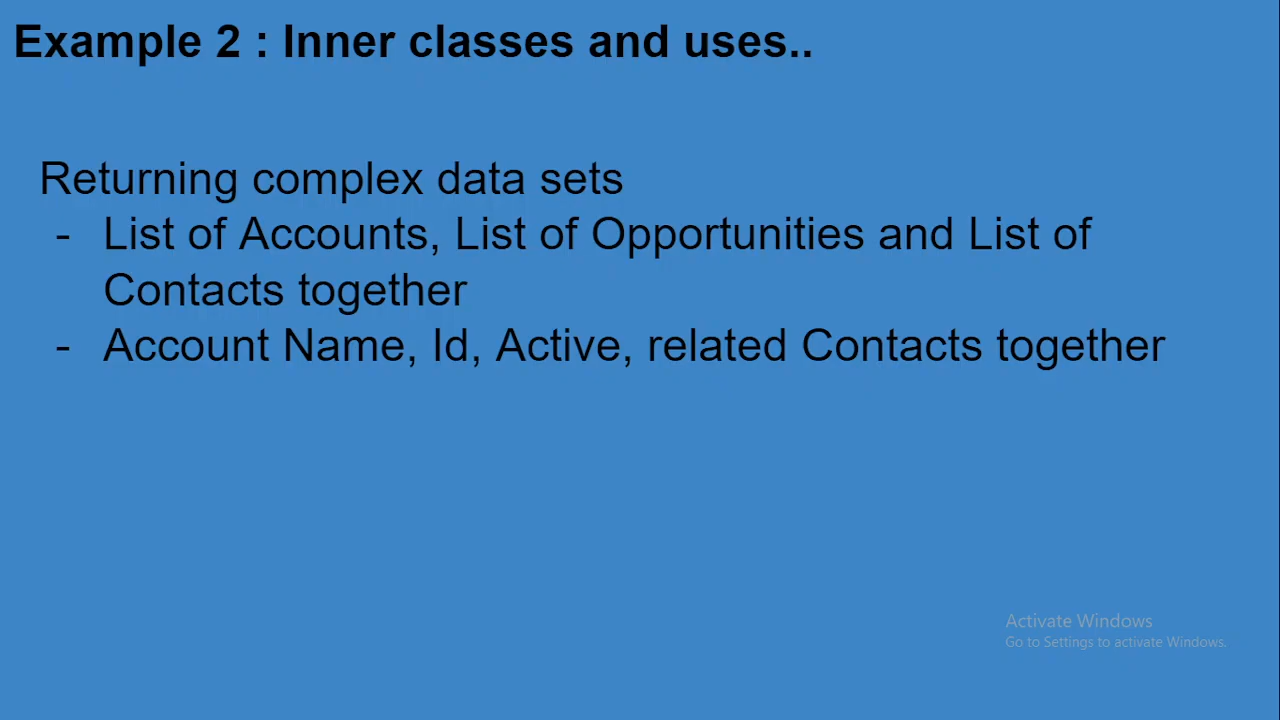 Example 2 : Inner classes and uses..
Returning complex data sets
- List of Accounts, List of Opportunities and List of
Contacts together
- Account Name, Id, Active, related Contacts together
Activate Windows
Go to Settings to activate Windows.